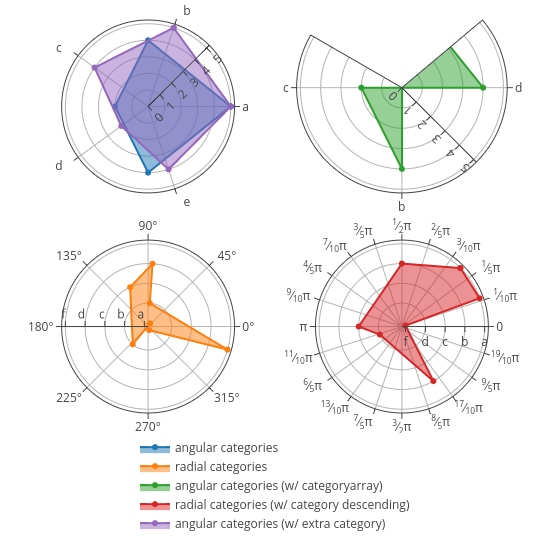 b
c
a
d
e
0
1
2
3
4
5
c
d
b
0
1
2
3
4
5
90°
135°
45°
180°
0°
225°
315°
270°
f d c b a
1/2π
3/5π
2/5π
7/10π
3/10π
4/5π
1/5π
9/10π
1/10π
π
0
11/10π
19/10π
6/5π
9/5π
13/10π
17/10π
7/5π
8/5π
3/2π
f d c b a
angular categories
radial categories
angular categories (w/ categoryarray)
radial categories (w/ category descending)
angular categories (w/ extra category)